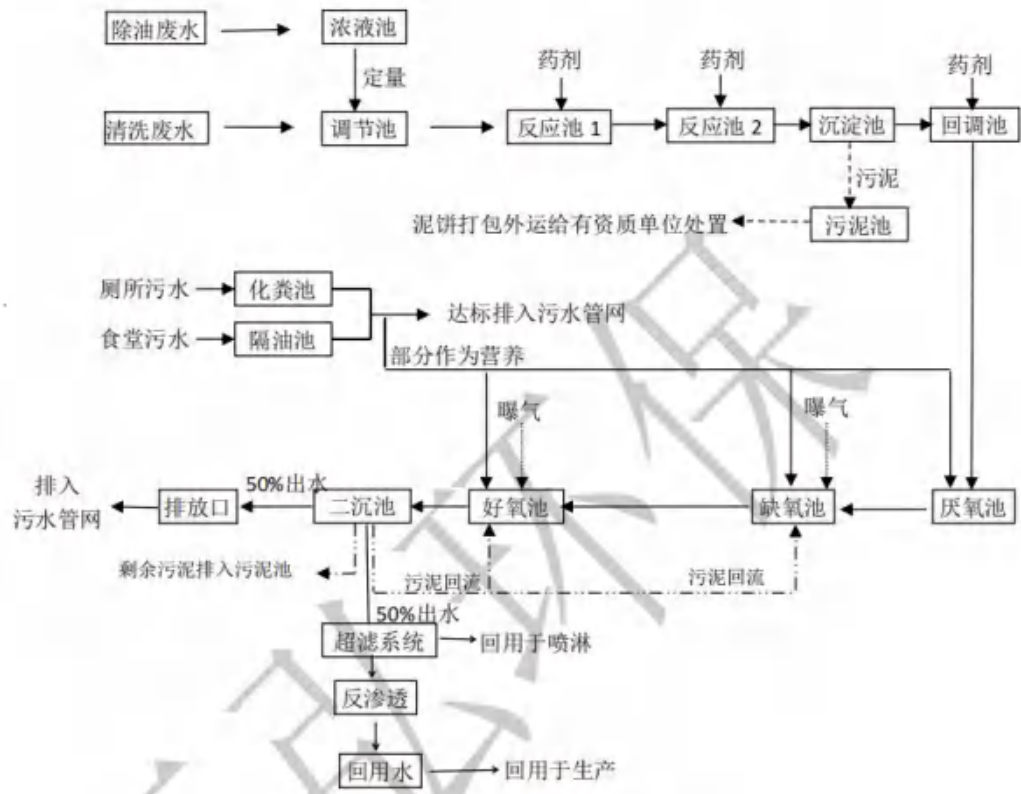 除油废水
浓液池
定量
药剂
药剂
药剂
清洗废水
调节池
反应池 1
反应池 2
沉淀池
回调池
污泥
泥饼打包外运给有资质单位处置
污泥池
厕所污水
化粪池
达标排入污水管网
食堂污水
隔油池
部分作为营养
曝气
曝气
排入
污水管网
50%出水
排放口
二沉池
好氧池
缺氧池
厌氧池
剩余污泥排入污泥池
污泥回流
污泥回流
50%出水
超滤系统
回用于喷淋
反渗透
回用水
回用于生产
环保